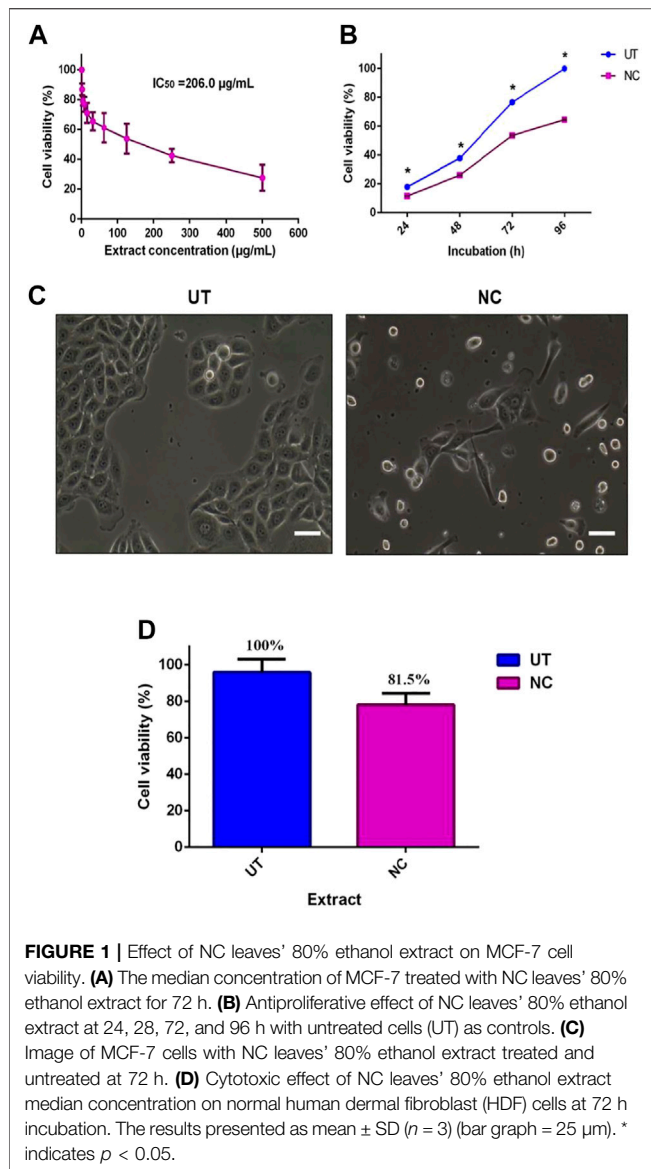 A
IC50 =206.0 µg/mL
Cell viability (%)
100
80
60
40
20
0
0 100 200 300 400 500 600
Extract concentration (µg/mL)
B
UT
NC
Cell viability (%)
100
80
60
40
20
0
* * * *
24 48 72 96
Incubation (h)
C
UT
NC
D
100%
81.5%
UT
NC
Cell viability (%)
100
80
60
40
20
0
UT NC
Extract
FIGURE 1 | Effect of NC leaves’ 80% ethanol extract on MCF-7 cell
viability. (A) The median concentration of MCF-7 treated with NC leaves’ 80%
ethanol extract for 72 h. (B) Antiproliferative effect of NC leaves’ 80% ethanol
extract at 24, 28, 72, and 96 h with untreated cells (UT) as controls. (C)
Image of MCF-7 cells with NC leaves’ 80% ethanol extract treated and
untreated at 72 h. (D) Cytotoxic effect of NC leaves’ 80% ethanol extract
median concentration on normal human dermal fibroblast (HDF) cells at 72 h
incubation. The results presented as mean ± SD (n = 3) (bar graph = 25 µm). *
indicates p < 0.05.